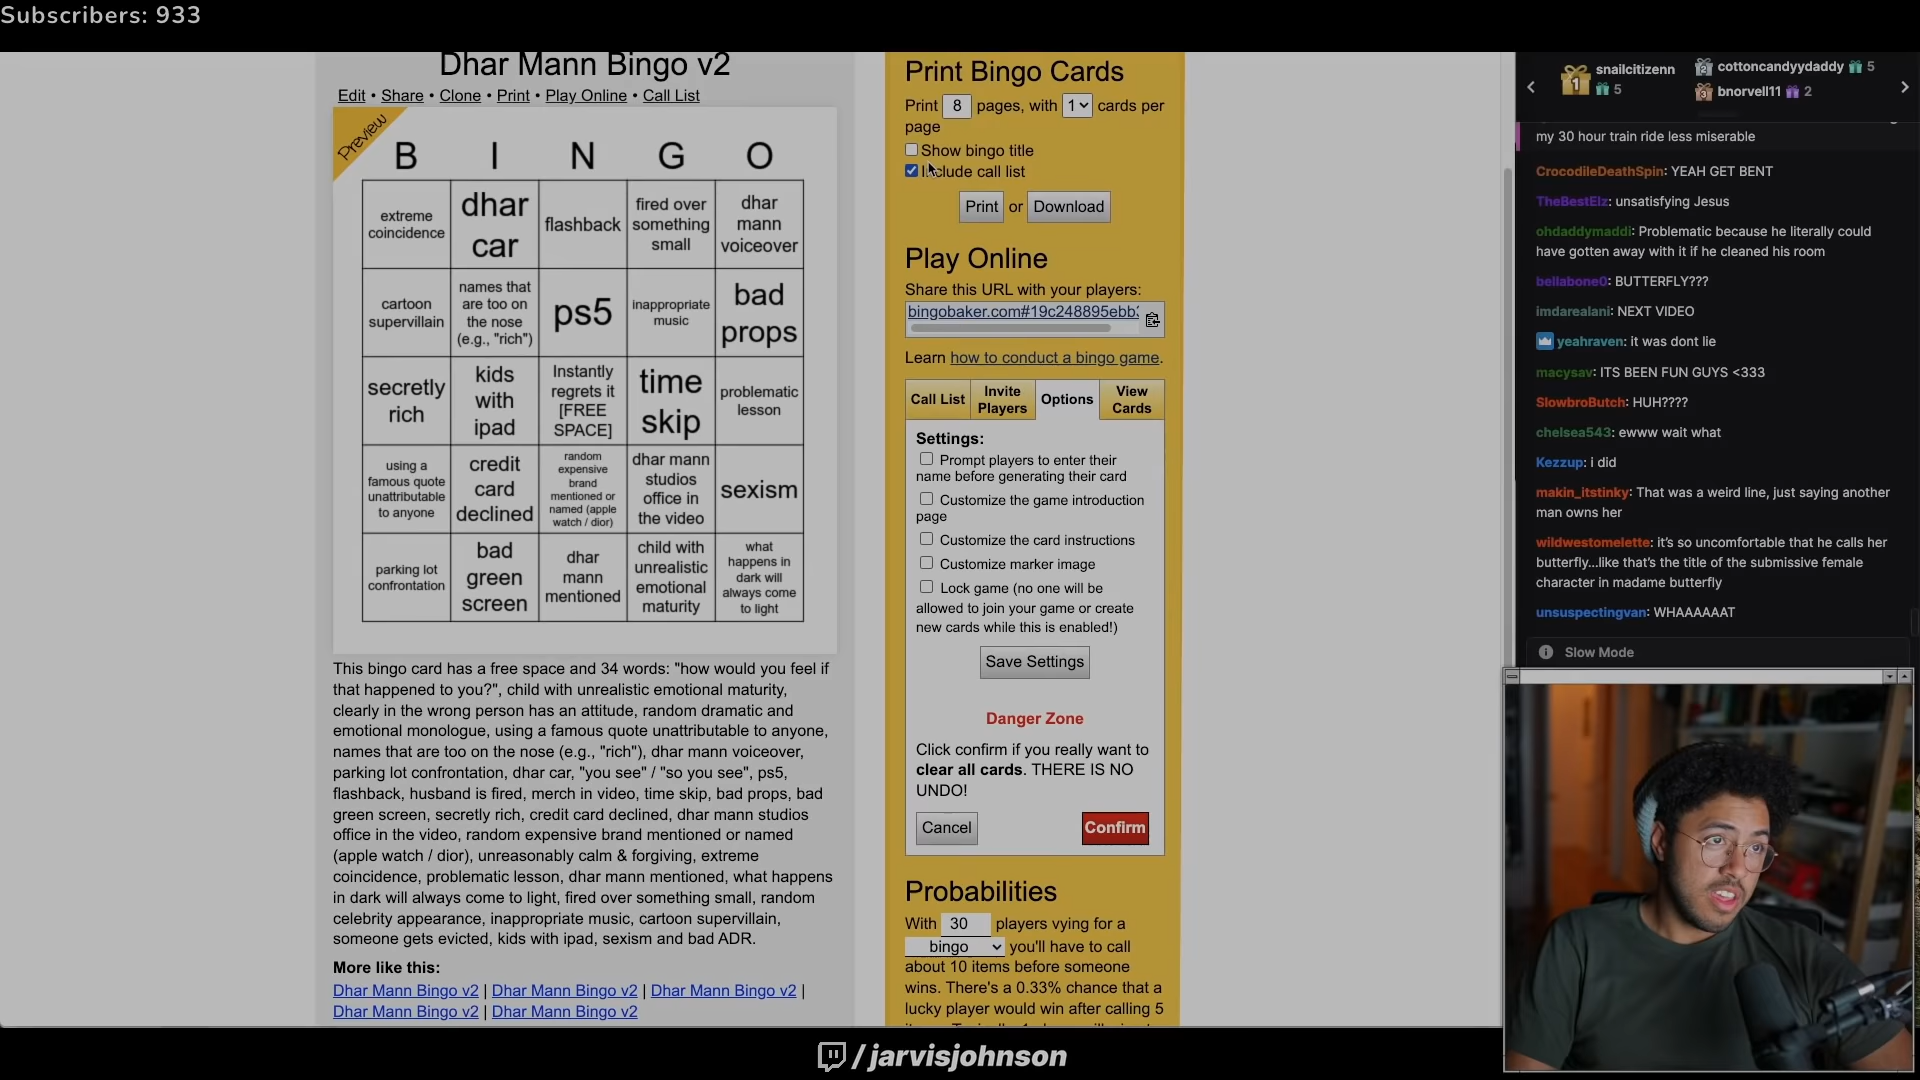 Subscribers: 933
Dhar Mann Bingo v2
Edit • Share • Clone • Print • Play Online • Call List
Preview
B I N G O
extreme
coincidence
dhar
car
flashback
fired over
something
small
dhar
mann
voiceover
cartoon
supervillain
names that
are too on
the nose
(e.g., "rich")
ps5
inappropriate
music
bad
props
secretly
rich
kids
with
ipad
Instantly
regrets it
[FREE
SPACE]
time
skip
problematic
lesson
using a
famous quote
unattributable
to anyone
credit
card
declined
random
expensive
brand
mentioned or
named (apple
watch / dior)
dhar mann
studios
office in
the video
sexism
parking lot
confrontation
bad
green
screen
dhar
mann
mentioned
child with
unrealistic
emotional
maturity
what
happens in
dark will
always come
to light
This bingo card has a free space and 34 words: "how would you feel if
that happened to you?", child with unrealistic emotional maturity,
clearly in the wrong person has an attitude, random dramatic and
emotional monologue, using a famous quote unattributable to anyone,
names that are too on the nose (e.g., "rich"), dhar mann voiceover,
parking lot confrontation, dhar car, "you see" / "so you see", ps5,
flashback, husband is fired, merch in video, time skip, bad props, bad
green screen, secretly rich, credit card declined, dhar mann studios
office in the video, random expensive brand mentioned or named
(apple watch / dior), unreasonably calm & forgiving, extreme
coincidence, problematic lesson, dhar mann mentioned, what happens
in dark will always come to light, fired over something small, random
celebrity appearance, inappropriate music, cartoon supervillain,
someone gets evicted, kids with ipad, sexism and bad ADR.
More like this:
Dhar Mann Bingo v2 | Dhar Mann Bingo v2 | Dhar Mann Bingo v2 |
Dhar Mann Bingo v2 | Dhar Mann Bingo v2
Print Bingo Cards
Print 8 pages, with 1 cards per
page
Show bingo title
Include call list
Print or Download
Play Online
Share this URL with your players:
bingobaker.com#19c248895ebb
Learn how to conduct a bingo game.
Call List
Invite
Players
Options
View
Cards
Settings:
Prompt players to enter their
name before generating their card
Customize the game introduction
page
Customize the card instructions
Customize marker image
Lock game (no one will be
allowed to join your game or create
new cards while this is enabled!)
Save Settings
Danger Zone
Click confirm if you really want to
clear all cards. THERE IS NO
UNDO!
Cancel Confirm
Probabilities
With 30 players vying for a
bingo you'll have to call
about 10 items before someone
wins. There's a 0.33% chance that a
lucky player would win after calling 5
1 snailcitizenn
5
2 cottoncandyydaddy 5
3 bnorvell11 2
my 30 hour train ride less miserable
CrocodileDeathSpin: YEAH GET BENT
TheBestElz: unsatisfying Jesus
ohdaddymaddi: Problematic because he literally could
have gotten away with it if he cleaned his room
bellabone0: BUTTERFLY???
imdarealani: NEXT VIDEO
yeahraven: it was dont lie
macysav: ITS BEEN FUN GUYS <333
SlowbroButch: HUH????
chelsea543: ewww wait what
Kezzup: i did
makin_itstinky: That was a weird line, just saying another
man owns her
wildwestomelette: it's so uncomfortable that he calls her
butterfly...like that's the title of the submissive female
character in madame butterfly
unsuspectingvan: WHAAAAAAT
Slow Mode
/jarvisjohnson